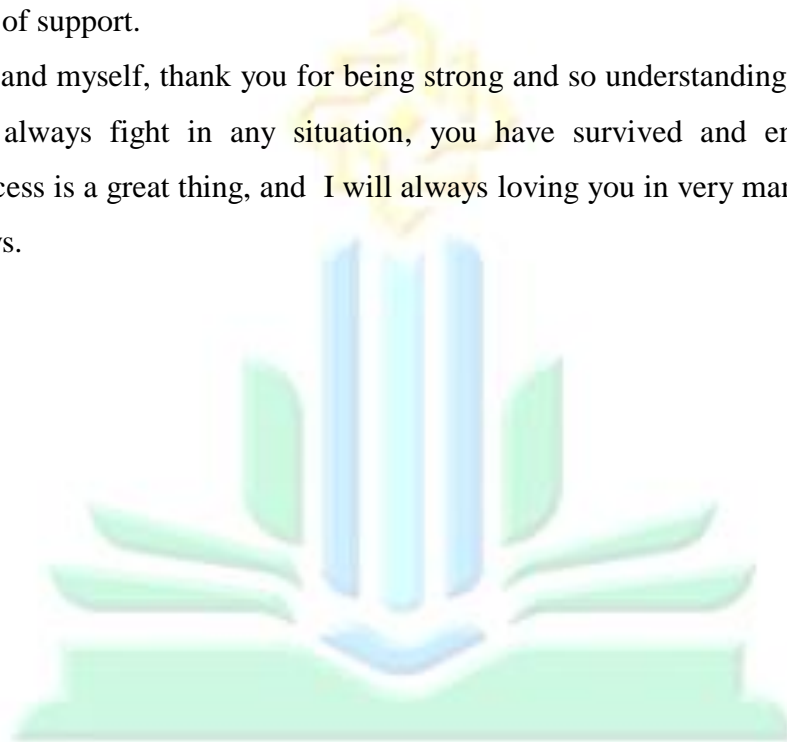 of support.
and myself, thank you for being strong and so understanding
always fight in any situation, you have survived and
is a great thing, and I will always loving you in very